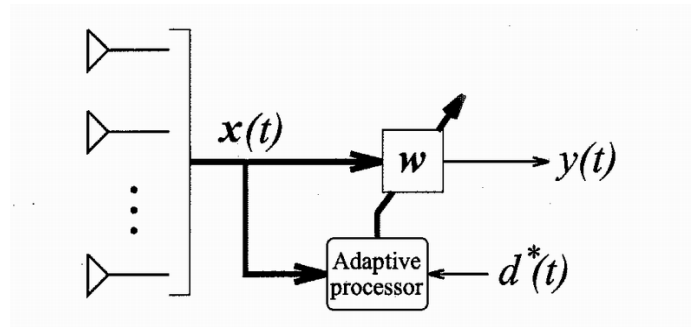 x(t)
w
y(t)
Adaptive
processor
d*(t)